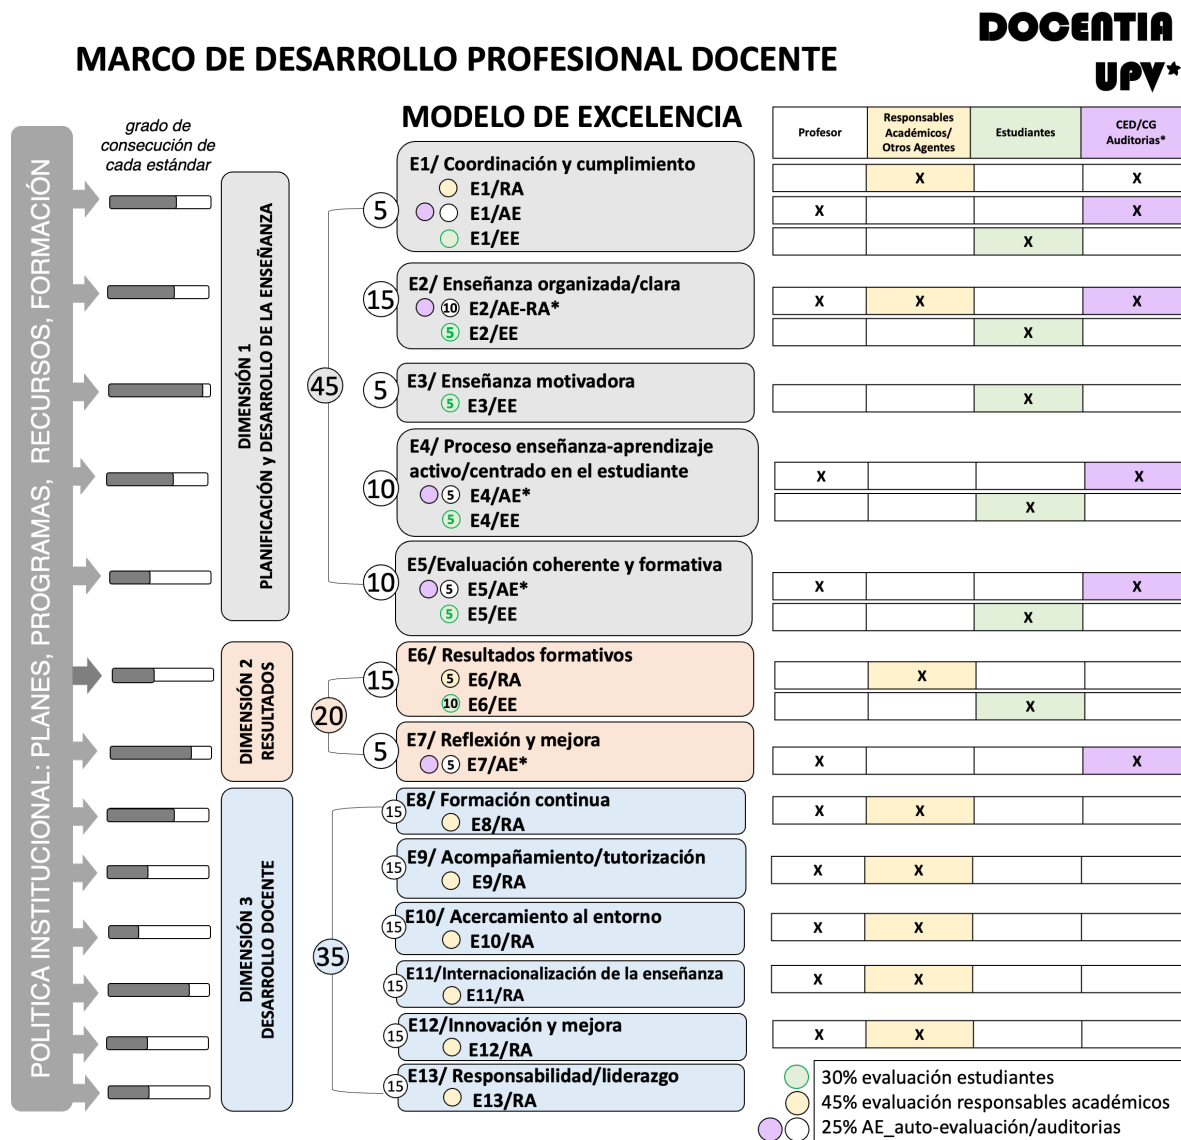 DOCENTIA
UPV*
MARCO DE DESARROLLO PROFESIONAL DOCENTE
MODELO DE EXCELENCIA
grado de
consecución de
cada estándar
Profesor
Responsables
Académicos/
Otros Agentes
Estudiantes
CED/CG
Auditorias*
POLITICA INSTITUCIONAL: PLANES, PROGRAMAS, RECURSOS, FORMACIÓN
DIMENSIÓN 1
PLANIFICACIÓN y DESARROLLO DE LA ENSEÑANZA
45
5
E1/ Coordinación y cumplimiento
E1/RA
X X
E1/AE
X X
E1/EE
X
15
E2/ Enseñanza organizada/clara
10 E2/AE-RA*
X X X
5 E2/EE
X
5
E3/ Enseñanza motivadora
5 E3/EE
X
10
E4/ Proceso enseñanza-aprendizaje
activo/centrado en el estudiante
5 E4/AE*
X X
5 E4/EE
X
10
E5/Evaluación coherente y formativa
5 E5/AE*
X X
5 E5/EE
X
DIMENSIÓN 2
RESULTADOS
20
15
E6/ Resultados formativos
5 E6/RA
X
10 E6/EE
X
5
E7/ Reflexión y mejora
5 E7/AE*
X X
DIMENSIÓN 3
DESARROLLO DOCENTE
35
15
E8/ Formación continua
E8/RA
X X
15
E9/ Acompañamiento/tutorización
E9/RA
X X
15
E10/ Acercamiento al entorno
E10/RA
X X
15
E11/Internacionalización de la enseñanza
E11/RA
X X
15
E12/Innovación y mejora
E12/RA
X X
15
E13/ Responsabilidad/liderazgo
E13/RA
30% evaluación estudiantes
45% evaluación responsables académicos
25% AE_auto-evaluación/auditorias